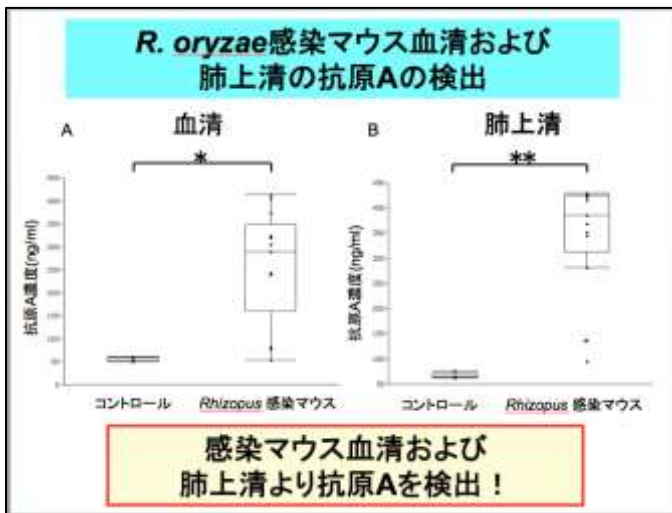 R. oryzae感染マウス血清および
肺上清の抗原Aの検出
A
血清
*
抗原A濃度(ng/ml)
コントロール
Rhizopus 感染マウス
B
肺上清
**
抗原A濃度(ng/ml)
コントロール
Rhizopus 感染マウス
感染マウス血清および
肺上清より抗原Aを検出！